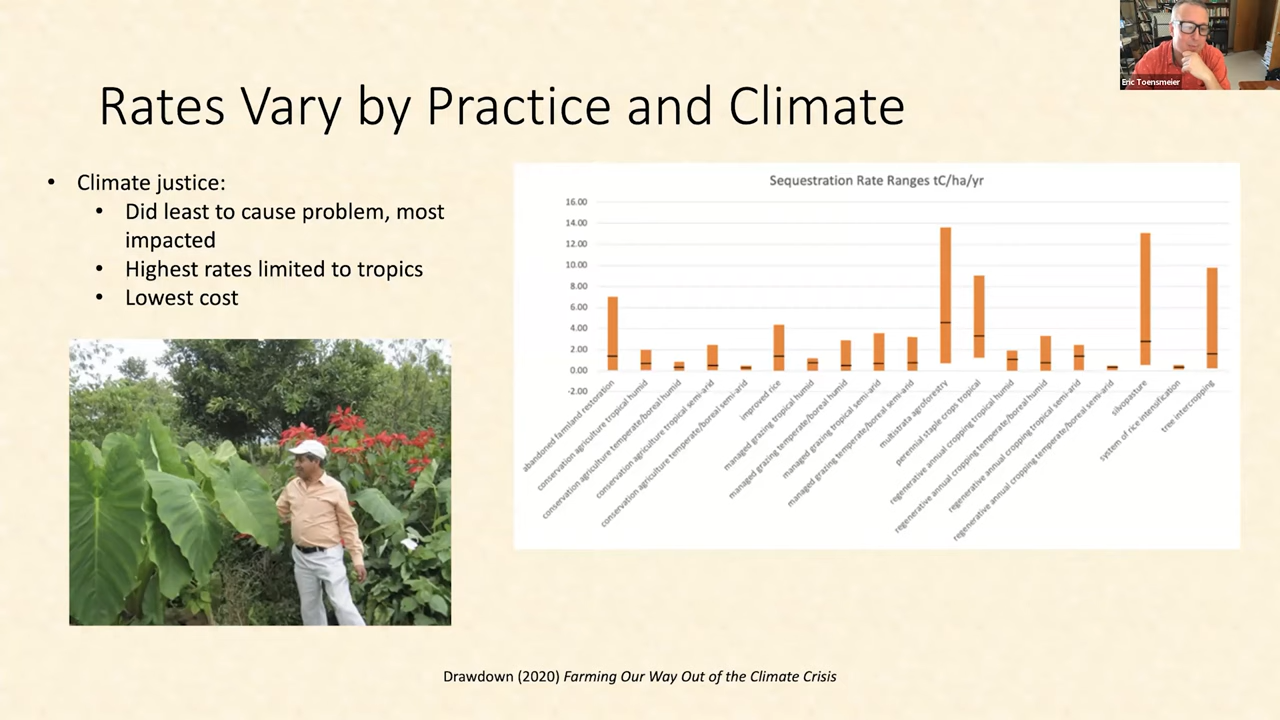 Eric Toensmeier
Rates Vary by Practice and Climate
• Climate justice:
• Did least to cause problem, most
impacted
• Highest rates limited to tropics
• Lowest cost
Sequestration Rate Ranges tC/ha/yr
16.00
14.00
12.00
10.00
8.00
6.00
4.00
2.00
0.00
-2.00
abandoned farmland restoration
conservation agriculture tropical humid
conservation agriculture temperate/boreal humid
conservation agriculture tropical semi-arid
conservation agriculture temperate/boreal semi-arid
improved rice
managed grazing tropical humid
managed grazing temperate/boreal humid
managed grazing tropical semi-arid
managed grazing temperate/boreal semi-arid
multistrata agroforestry
perennial staple crops tropical
regenerative annual cropping tropical humid
regenerative annual cropping temperate/boreal humid
regenerative annual cropping tropical semi-arid
regenerative annual cropping temperate/boreal semi-arid
silvopasture
system of rice intensification
tree intercropping
Drawdown (2020) Farming Our Way Out of the Climate Crisis